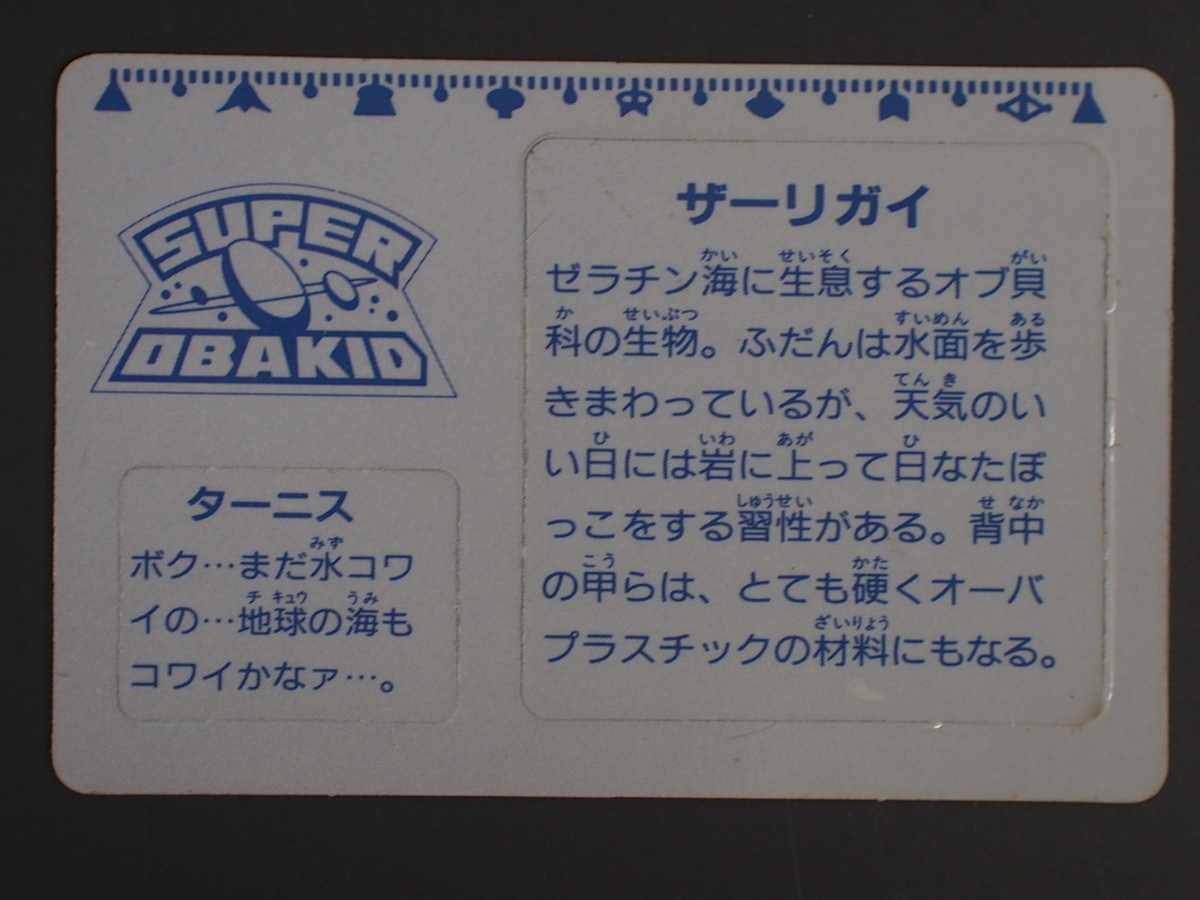 SUPER
OBAKID
ターニス
ボク…まだ水コワ
イの…地球の海も
コワイかなァ…。
ザーリガイ
ゼラチン海に生息するオブ貝
科の生物。ふだんは水面を歩
きまわっているが、天気のい
い日には岩に上って日なたぼ
っこをする習性がある。背中
の甲らは、とても硬くオーバ
プラスチックの材料にもなる。